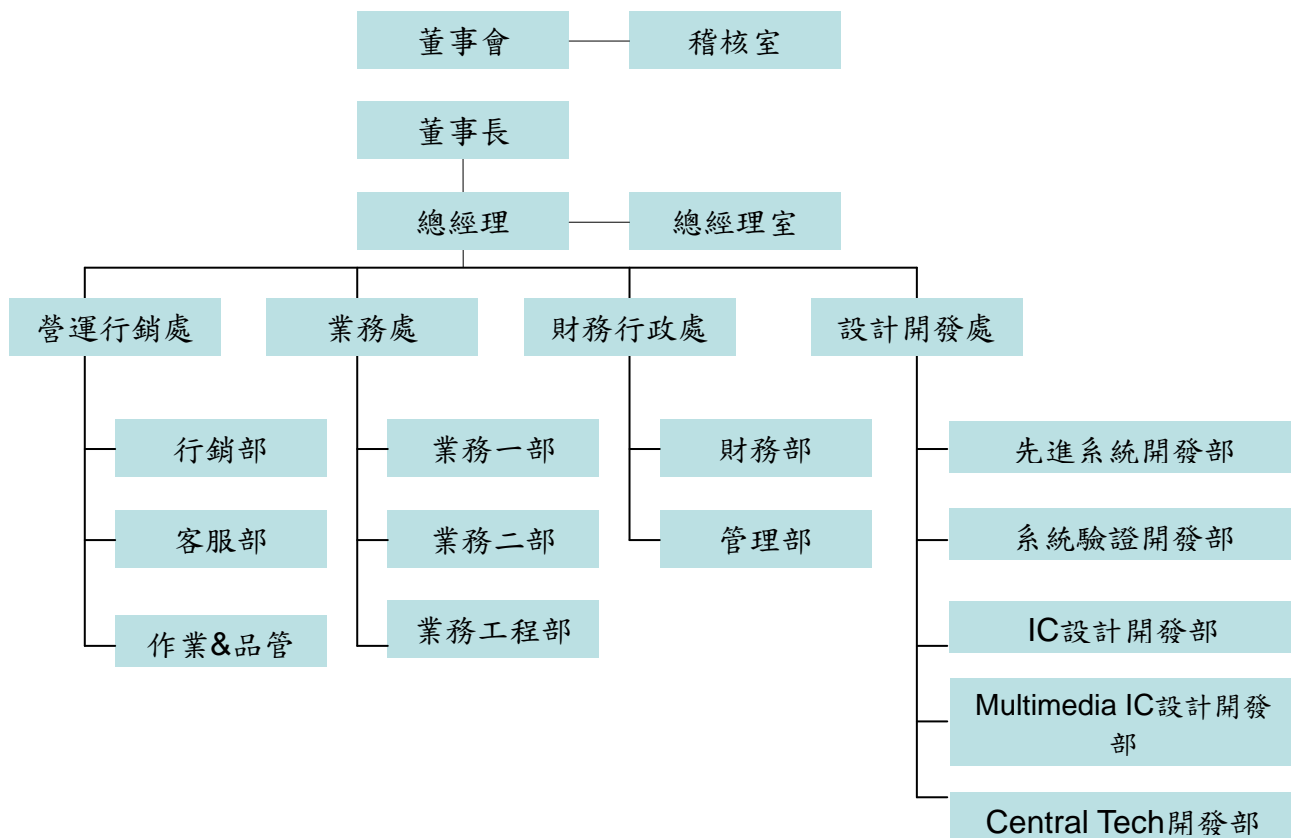 董事會
稽核室
董事長
總經理
總經理室
營運行銷處
業務處
財務行政處
設計開發處
行銷部
客服部
作業&品管
業務一部
業務二部
業務工程部
財務部
管理部
先進系統開發部
系統驗證開發部
IC設計開發部
Multimedia IC設計開發
部
Central Tech開發部